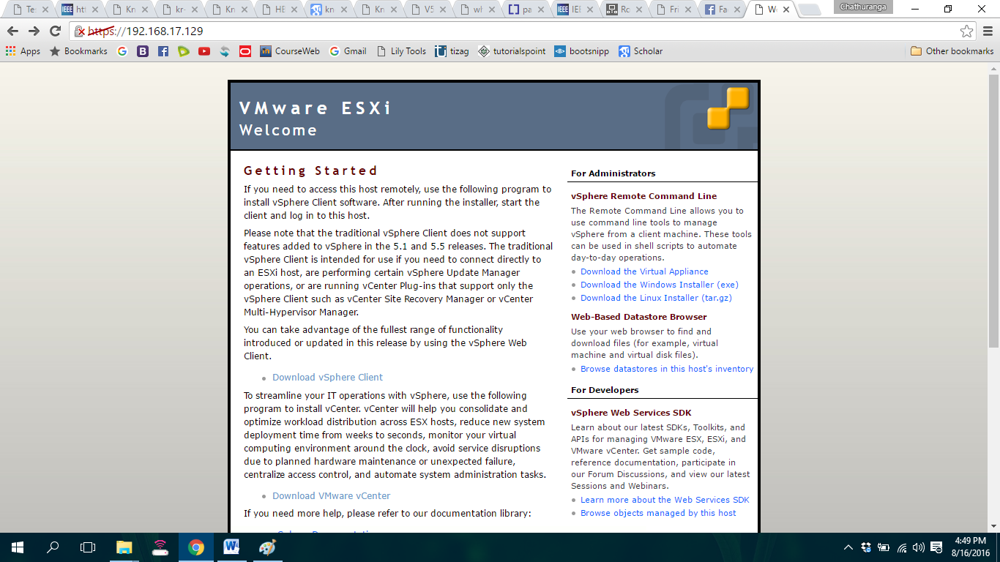 Te:
htt
Kn
kr-
Kn
HE
kn
Kn
V5
wh
pa
IEE
Ro
Fri
Fa
We
Chathuranga
https://192.168.17.129
Apps
Bookmarks
CourseWeb
Gmail
Lily Tools
tizag
tutorialspoint
bootsnipp
Scholar
Other bookmarks
VMware ESXi
Welcome
Getting Started
If you need to access this host remotely, use the following program to
install vSphere Client software. After running the installer, start the
client and log in to this host.
Please note that the traditional vSphere Client does not support
features added to vSphere in the 5.1 and 5.5 releases. The traditional
vSphere Client is intended for use if you need to connect directly to
an ESXi host, are performing certain vSphere Update Manager
operations, or are running vCenter Plug-ins that support only the
vSphere Client such as vCenter Site Recovery Manager or vCenter
Multi-Hypervisor Manager.
You can take advantage of the fullest range of functionality
introduced or updated in this release by using the vSphere Web
Client.
Download vSphere Client
To streamline your IT operations with vSphere, use the following
program to install vCenter. vCenter will help you consolidate and
optimize workload distribution across ESX hosts, reduce new system
deployment time from weeks to seconds, monitor your virtual
computing environment around the clock, avoid service disruptions
due to planned hardware maintenance or unexpected failure,
centralize access control, and automate system administration tasks.
Download VMware vCenter
If you need more help, please refer to our documentation library:
For Administrators
vSphere Remote Command Line
The Remote Command Line allows you to
use command line tools to manage
vSphere from a client machine. These tools
can be used in shell scripts to automate
day-to-day operations.
Download the Virtual Appliance
Download the Windows Installer (exe)
Download the Linux Installer (tar.gz)
Web-Based Datastore Browser
Use your web browser to find and
download files (for example, virtual
machine and virtual disk files).
Browse datastores in this host's inventory
For Developers
vSphere Web Services SDK
Learn about our latest SDKs, Toolkits, and
APIs for managing VMware ESX, ESXi, and
VMware vCenter. Get sample code,
reference documentation, participate in
our Forum Discussions, and view our latest
Sessions and Webinars.
Learn more about the Web Services SDK
Browse objects managed by this host
4:49 PM
8/16/2016